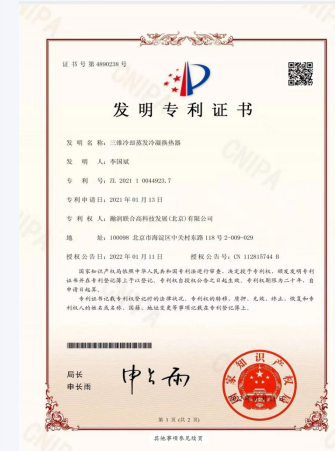 证书号第4890238号
发明专利证书
发明名称：三维冷却蒸发冷凝换热器
发明人：李国斌
专利号：ZL 2021 1 0044923.7
专利申请日：2021年01月13日
专利权人：瀚润联合高科技发展(北京)有限公司
地址：100098 北京市海淀区中关村东路118号2-009-029
授权公告日：2022年01月11日 授权公告号：CN 112815744 B
国家知识产权局依照中华人民共和国专利法进行审查，决定授予专利权，颁发发明专利
证书并在专利登记簿上予以登记。专利权自授权公告之日起生效。专利权期限为二十年，自
申请日起算。
专利证书记载专利权登记时的法律状况。专利权的转移、质押、无效、终止、恢复和专
利权人的姓名或名称、国籍、地址变更等事项记载在专利登记簿上。
局长
申长雨
申长雨
国家知识产权局
第1页(共2页)
其他事项参见续页
CNIPA